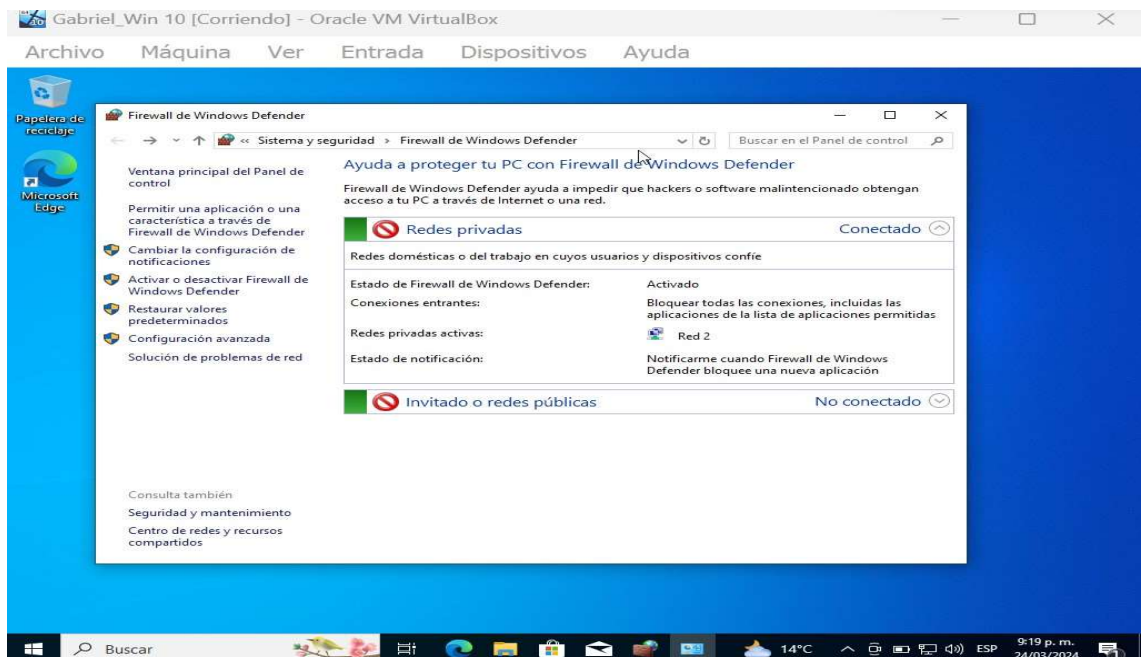 Gabriel_Win 10 [Corriendo] - Oracle VM VirtualBox
Archivo Máquina Ver Entrada Dispositivos Ayuda
Papelera de
reciclaje
Microsoft
Edge
Firewall de Windows Defender
« Sistema y seguridad > Firewall de Windows Defender
Buscar en el Panel de control
Ventana principal del Panel de
control
Permitir una aplicación o una
característica a través de
Firewall de Windows Defender
Cambiar la configuración de
notificaciones
Activar o desactivar Firewall de
Windows Defender
Restaurar valores
predeterminados
Configuración avanzada
Solución de problemas de red
Ayuda a proteger tu PC con Firewall de Windows Defender
Firewall de Windows Defender ayuda a impedir que hackers o software malintencionado obtengan
acceso a tu PC a través de Internet o una red.
Redes privadas Conectado
Redes domésticas o del trabajo en cuyos usuarios y dispositivos confíe
Estado de Firewall de Windows Defender: Activado
Conexiones entrantes: Bloquear todas las conexiones, incluidas las
aplicaciones de la lista de aplicaciones permitidas
Redes privadas activas: Red 2
Estado de notificación: Notificarme cuando Firewall de Windows
Defender bloquee una nueva aplicación
Invitado o redes públicas No conectado
Consulta también
Seguridad y mantenimiento
Centro de redes y recursos
compartidos
Buscar
14°C
ESP
9:19 p. m.
24/03/2024